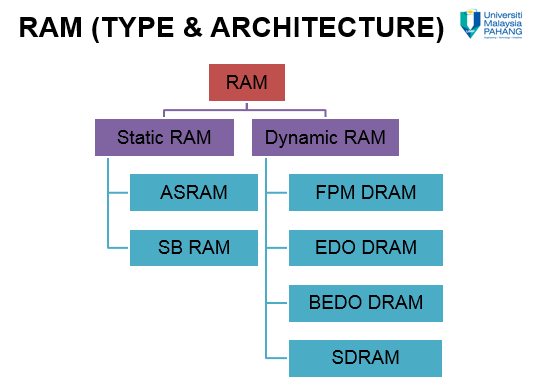 RAM (TYPE & ARCHITECTURE)
Universiti
Malaysia
PAHANG
RAM
Static RAM
Dynamic RAM
ASRAM
FPM DRAM
SB RAM
EDO DRAM
BEDO DRAM
SDRAM